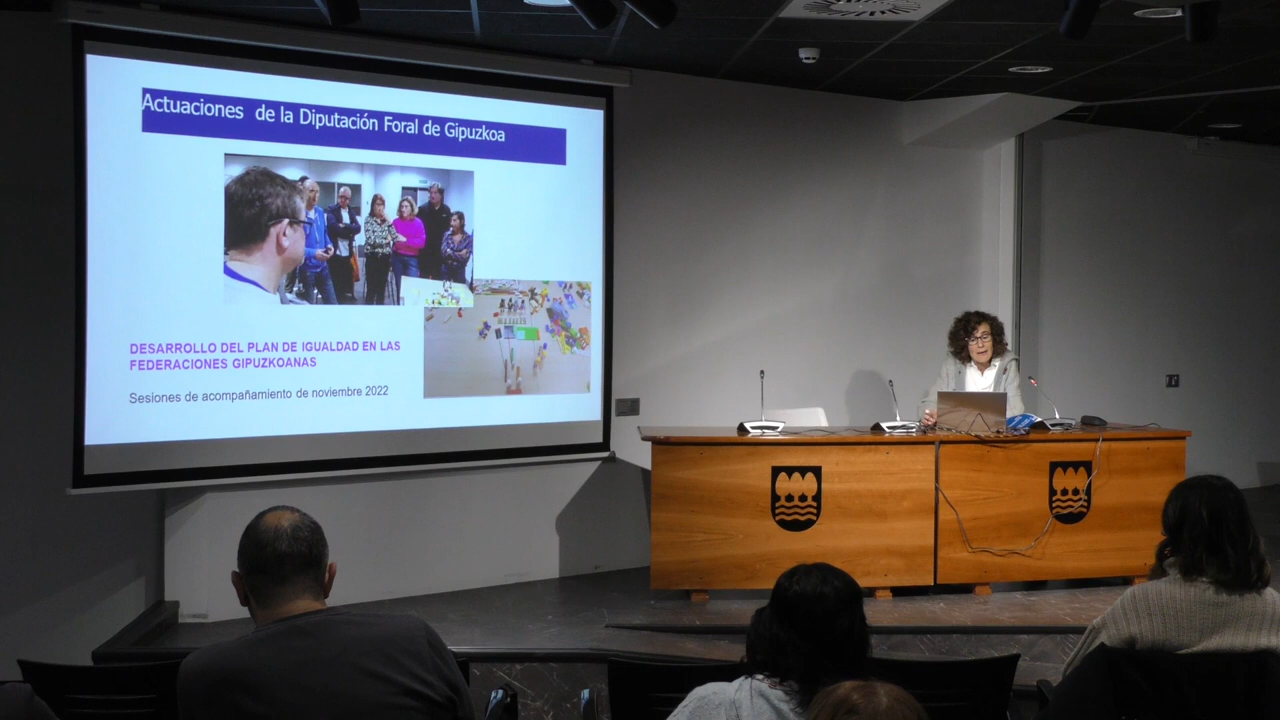 Actuaciones de la Diputación Foral de Gipuzkoa
DESARROLLO DEL PLAN DE IGUALDAD EN LAS
FEDERACIONES GIPUZKOANAS
Sesiones de acompañamiento de noviembre 2022